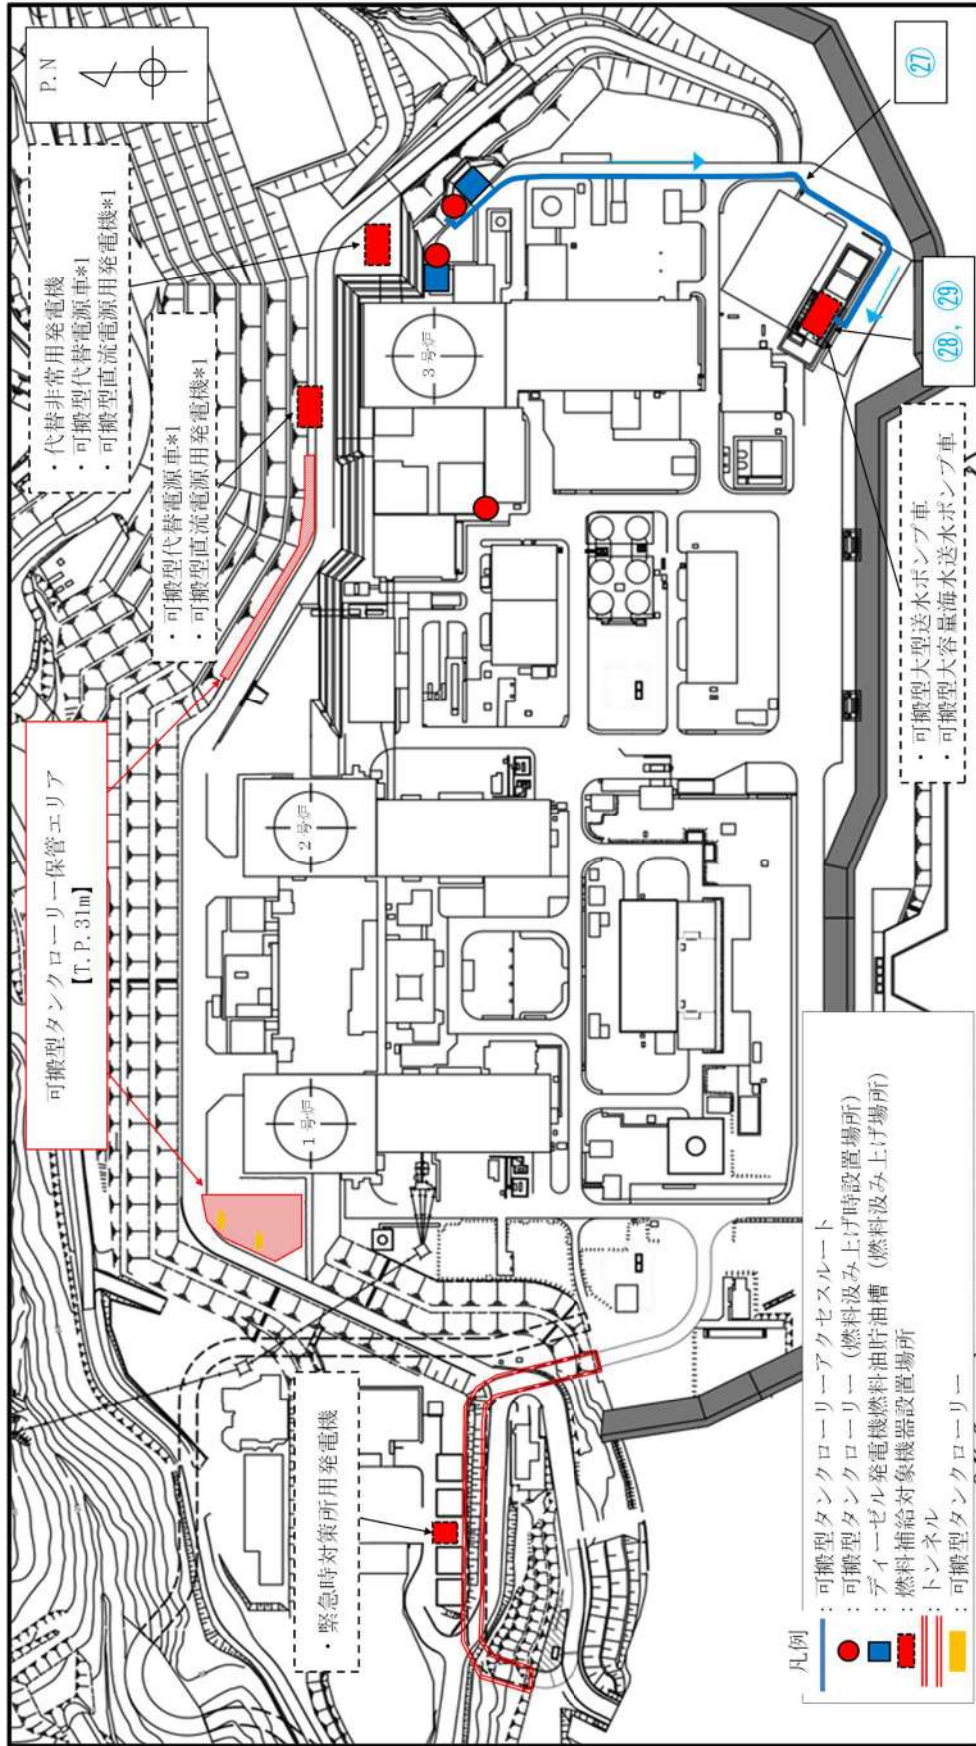 P.N
・代替非常用発電機
・可搬型代替電源車*1
・可搬型直流電源用発電機*1
・可搬型代替電源車*1
・可搬型直流電源用発電機*1
可搬型タンクローリー保管エリア
【T.P.31m】
・緊急時対策所用発電機
1号炉
2号炉
3号炉
㉗
㉘, ㉙
・可搬型大型送水ポンプ車
・可搬型大容量海水送水ポンプ車
凡例
：可搬型タンクローリーアクセスルート
：可搬型タンクローリー（燃料汲み上げ時設置場所）
：ディーゼル発電機燃料油貯油槽（燃料汲み上げ場所）
：燃料補給対象機器設置場所
：トンネル
：可搬型タンクローリー